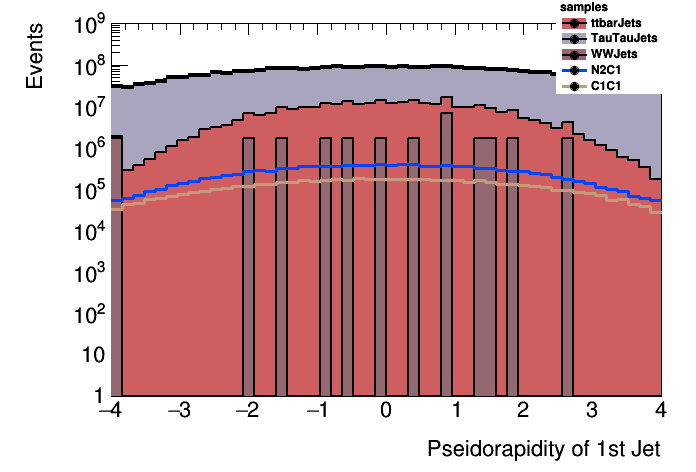 samples
ttbarJets
TauTauJets
WWJets
N2C1
C1C1
Events
10⁹
10⁸
10⁷
10⁶
10⁵
10⁴
10³
10²
10
1
−4 −3 −2 −1 0 1 2 3 4
Pseidorapidity of 1st Jet